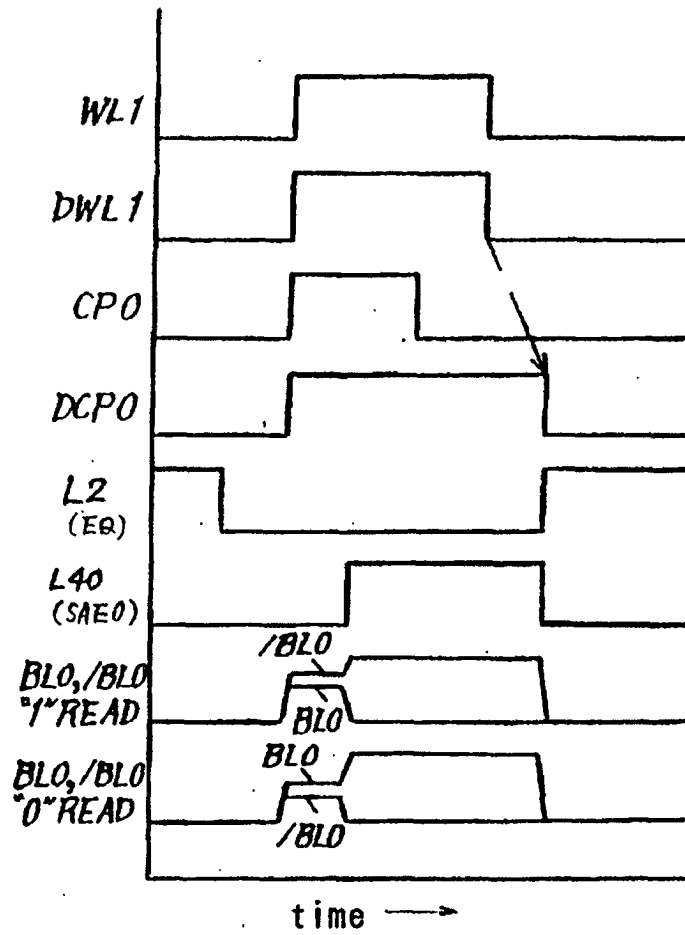 WL1
DWL1
CP0
DCP0
L2
(EQ)
L40
(SAE0)
/BL0
BL0,/BL0
"1" READ
BL0
BL0
BL0,/BL0
"0" READ
/BL0
time